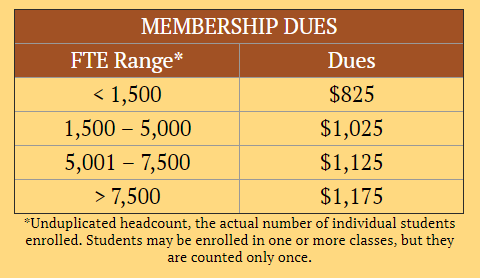 MEMBERSHIP DUES
FTE Range* Dues
< 1,500 $825
1,500 – 5,000 $1,025
5,001 – 7,500 $1,125
> 7,500 $1,175
*Unduplicated headcount, the actual number of individual students
enrolled. Students may be enrolled in one or more classes, but they
are counted only once.